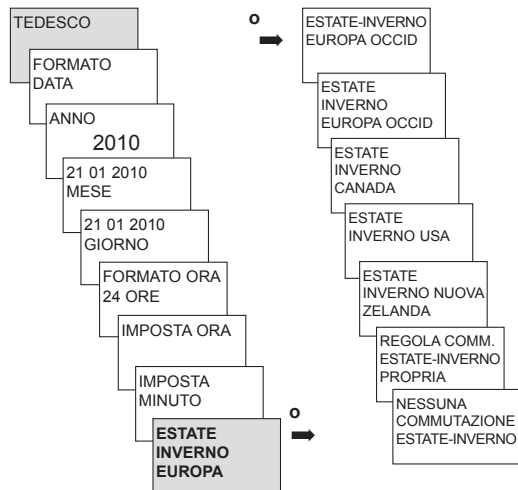 TEDESCO
FORMATO
DATA
ANNO
2010
21 01 2010
MESE
21 01 2010
GIORNO
FORMATO ORA
24 ORE
IMPOSTA ORA
IMPOSTA
MINUTO
ESTATE
INVERNO
EUROPA
o
ESTATE-INVERNO
EUROPA OCCID
ESTATE
INVERNO
EUROPA OCCID
ESTATE
INVERNO
CANADA
ESTATE
INVERNO USA
ESTATE
INVERNO NUOVA
ZELANDA
REGOLA COMM.
ESTATE-INVERNO
PROPRIA
o
NESSUNA
COMMUTAZIONE
ESTATE-INVERNO